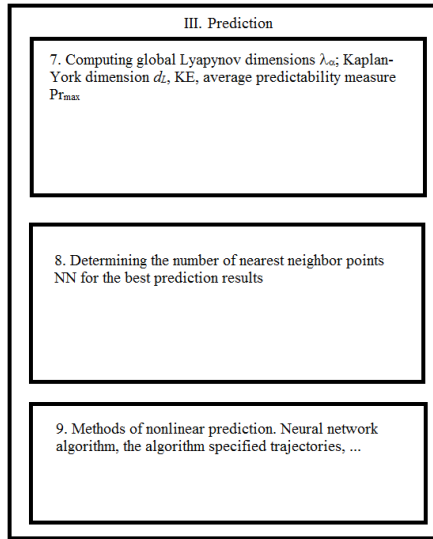 III. Prediction
7. Computing global Lyapynov dimensions λα; Kaplan-
York dimension dL, KE, average predictability measure
Prmax
8. Determining the number of nearest neighbor points
NN for the best prediction results
9. Methods of nonlinear prediction. Neural network
algorithm, the algorithm specified trajectories, ...